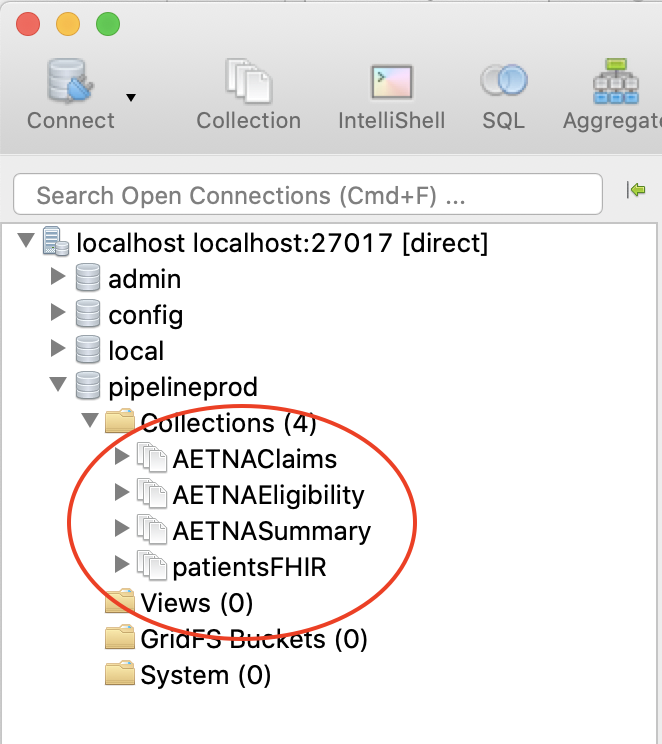 Connect Collection IntelliShell SQL Aggregate
Search Open Connections (Cmd+F) ...
localhost localhost:27017 [direct]
admin
config
local
pipelineprod
Collections (4)
AETNAClaims
AETNAEligibility
AETNASummary
patientsFHIR
Views (0)
GridFS Buckets (0)
System (0)